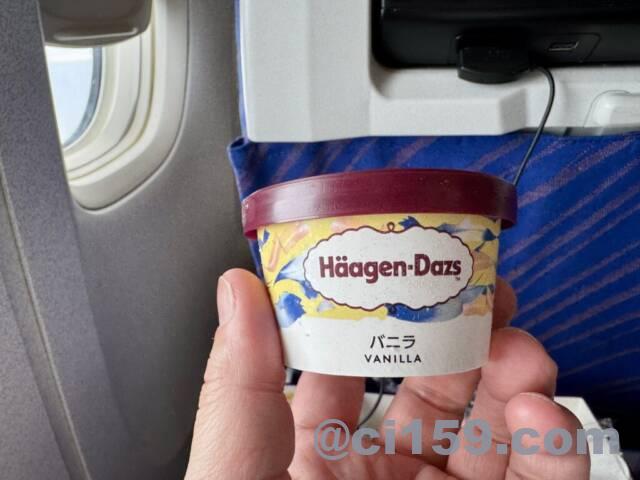 Häagen-Dazs
バニラ
VANILLA
@ci159.com